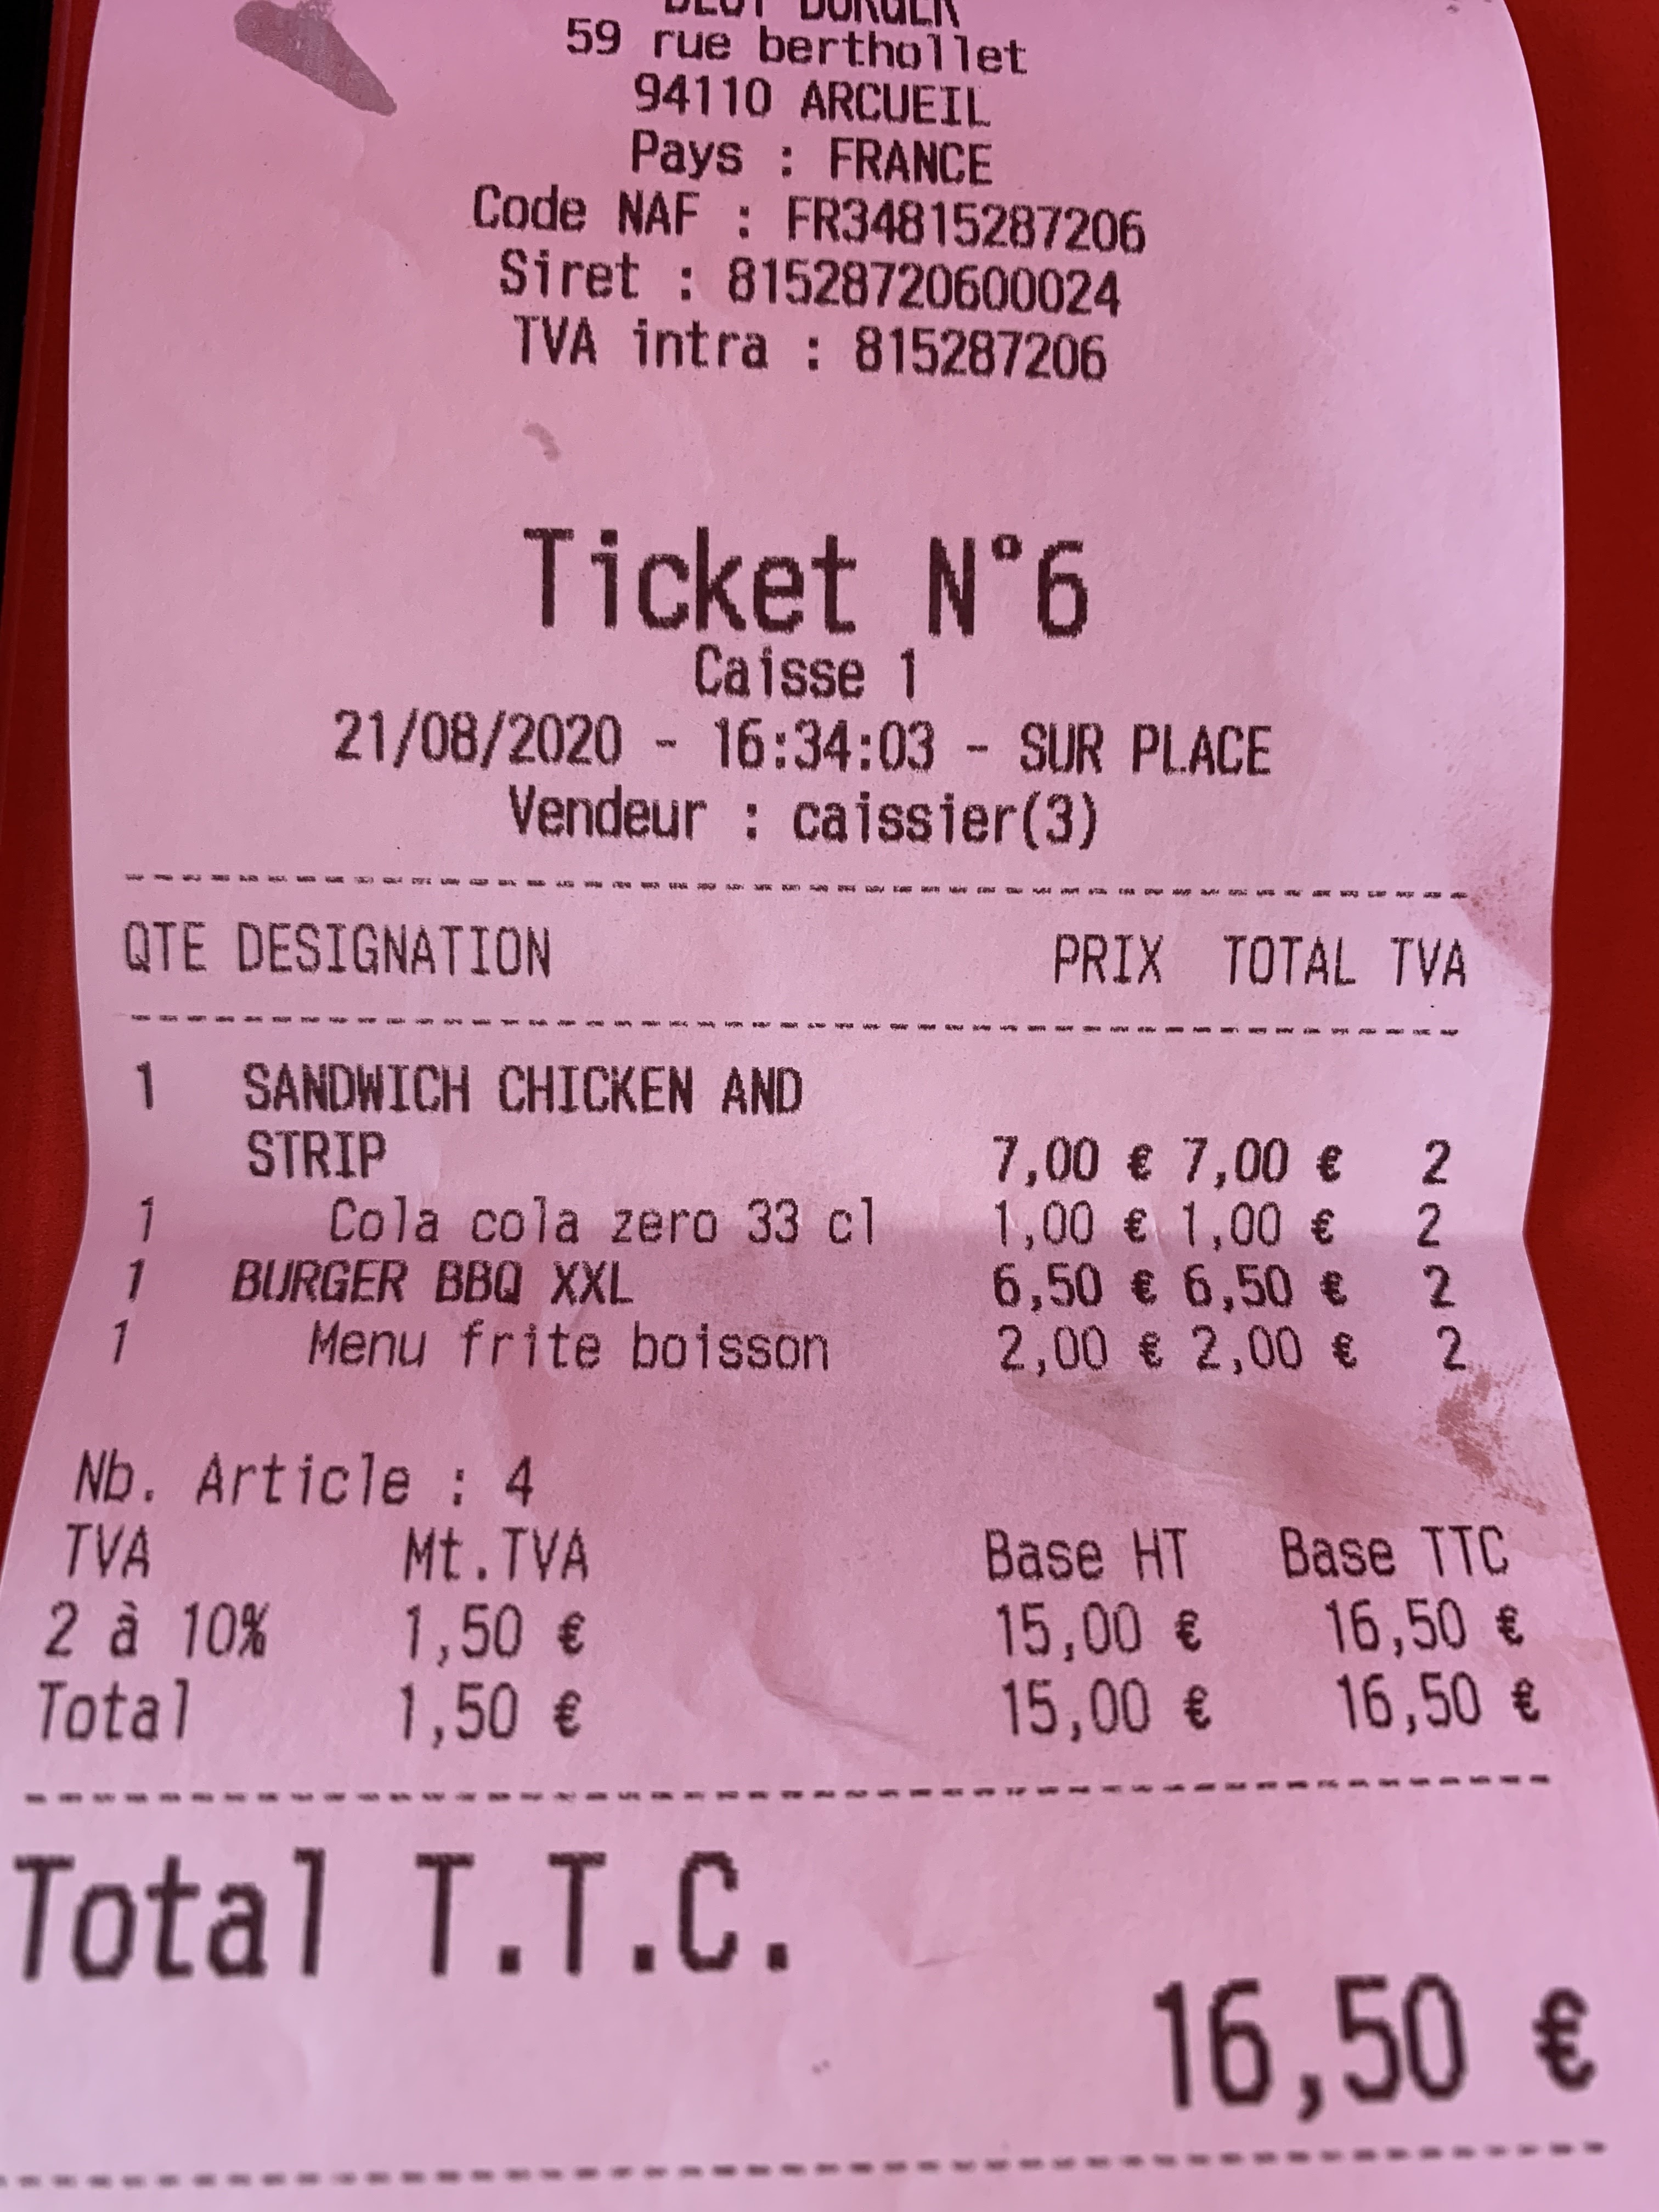 BEST BURGER
59 rue berthollet
94110 ARCUEIL
Pays : FRANCE
Code NAF : FR34815287206
Siret : 81528720600024
TVA intra : 815287206
Ticket N°6
Caisse 1
21/08/2020 - 16:34:03 - SUR PLACE
Vendeur : caissier(3)
QTE DESIGNATION PRIX TOTAL TVA
1 SANDWICH CHICKEN AND
STRIP 7,00 € 7,00 € 2
1 Cola cola zero 33 cl 1,00 € 1,00 € 2
1 BURGER BBQ XXL 6,50 € 6,50 € 2
1 Menu frite boisson 2,00 € 2,00 € 2
Nb. Article : 4
TVA Mt.TVA Base HT Base TTC
2 à 10% 1,50 € 15,00 € 16,50 €
Total 1,50 € 15,00 € 16,50 €
Total T.T.C.
16,50 €